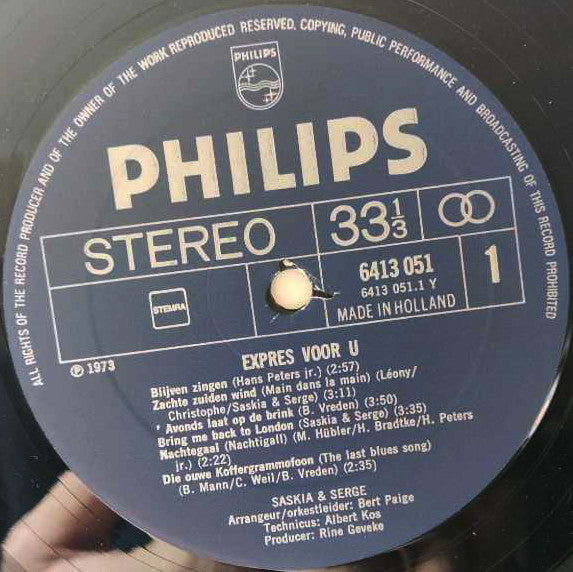 ALL RIGHTS OF THE RECORD PRODUCER AND OF THE OWNER OF THE WORK REPRODUCED RESERVED. COPYING, PUBLIC PERFORMANCE AND BROADCASTING OF THIS RECORD PROHIBITED
PHILIPS
PHILIPS
STEREO
33 1/3
STEMRA
6413 051
6413 051.1 Y
MADE IN HOLLAND
1
℗ 1973
EXPRES VOOR U
Blijven zingen (Hans Peters jr.) (2:57)
Zachte zuiden wind (Main dans la main) (Léony/
Christophe/Saskia & Serge) (3:11)
* Avonds laat op de brink (B. Vreden) (3:50)
Bring me back to London (Saskia & Serge) (3:35)
Nachtegaal (Nachtigall) (M. Hübler/H. Bradtke/H. Peters
jr.) (2:22)
Die ouwe Koffergrammofoon (The last blues song)
(B. Mann/C. Weil/B. Vreden) (2:35)
SASKIA & SERGE
Arrangeur/orkestleider: Bert Paige
Technicus: Albert Kos
Producer: Rine Geveke